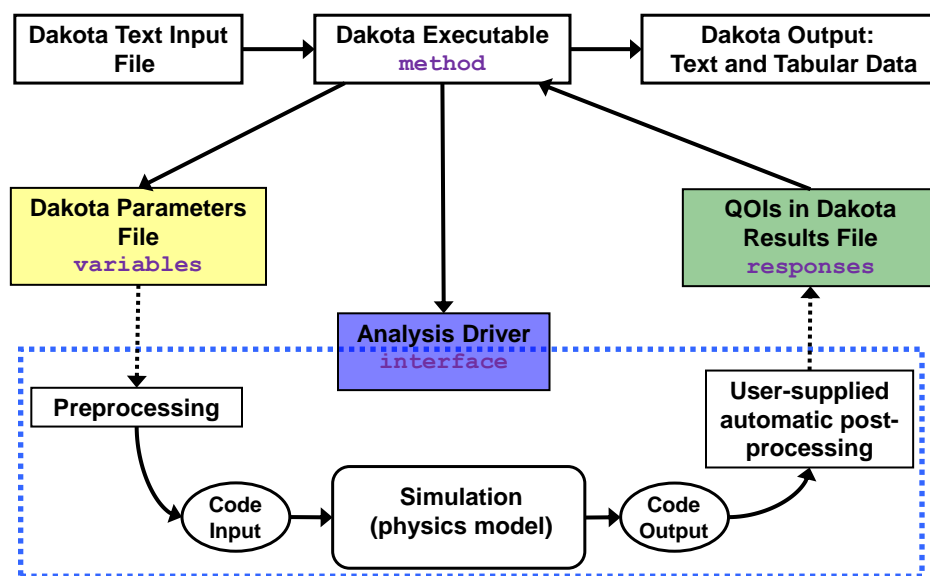 Dakota Text Input
File
Dakota Executable
method
Dakota Output:
Text and Tabular Data
Dakota Parameters
File
variables
QOIs in Dakota
Results File
responses
Analysis Driver
interface
Preprocessing
User-supplied
automatic post-
processing
Code
Input
Simulation
(physics model)
Code
Output